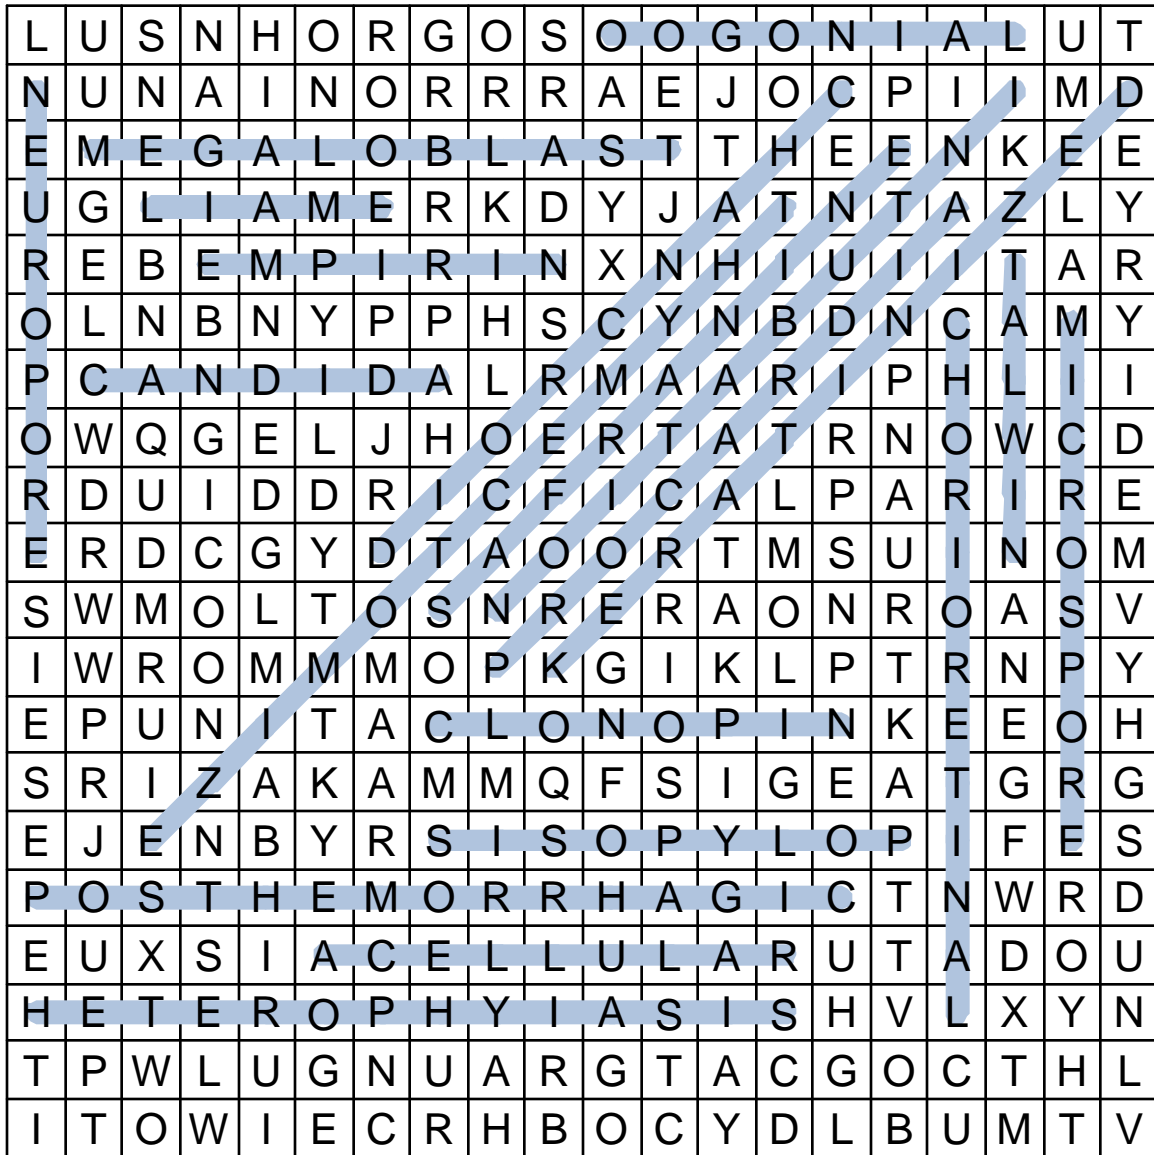 L U S N H O R G O S O O G O N I A L U T
N U N A I N O R R R A E J O C P I I M D
E M E G A L O B L A S T T H E E N K E E
U G L I A M E R K D Y J A T N T A Z L Y
R E B E M P I R I N X N H I U I I T A R
O L N B N Y P P H S C Y N B D N C A M Y
P C A N D I D A L R M A A R I P H L I I
O W Q G E L J H O E R T A T R N O W C D
R D U I D D R I C F I C A L P A R I R E
E R D C G Y D T A O O R T M S U I N O M
S W M O L T O S N R E R A O N R O A S V
I W R O M M M O P K G I K L P T R N P Y
E P U N I T A C L O N O P I N K E E O H
S R I Z A K A M M Q F S I G E A T G R G
E J E N B Y R S I S O P Y L O P I F E S
P O S T H E M O R R H A G I C T N W R D
E U X S I A C E L L U L A R U T A D O U
H E T E R O P H Y I A S I S H V L X Y N
T P W L U G N U A R G T A C G O C T H L
I T O W I E C R H B O C Y D L B U M T V